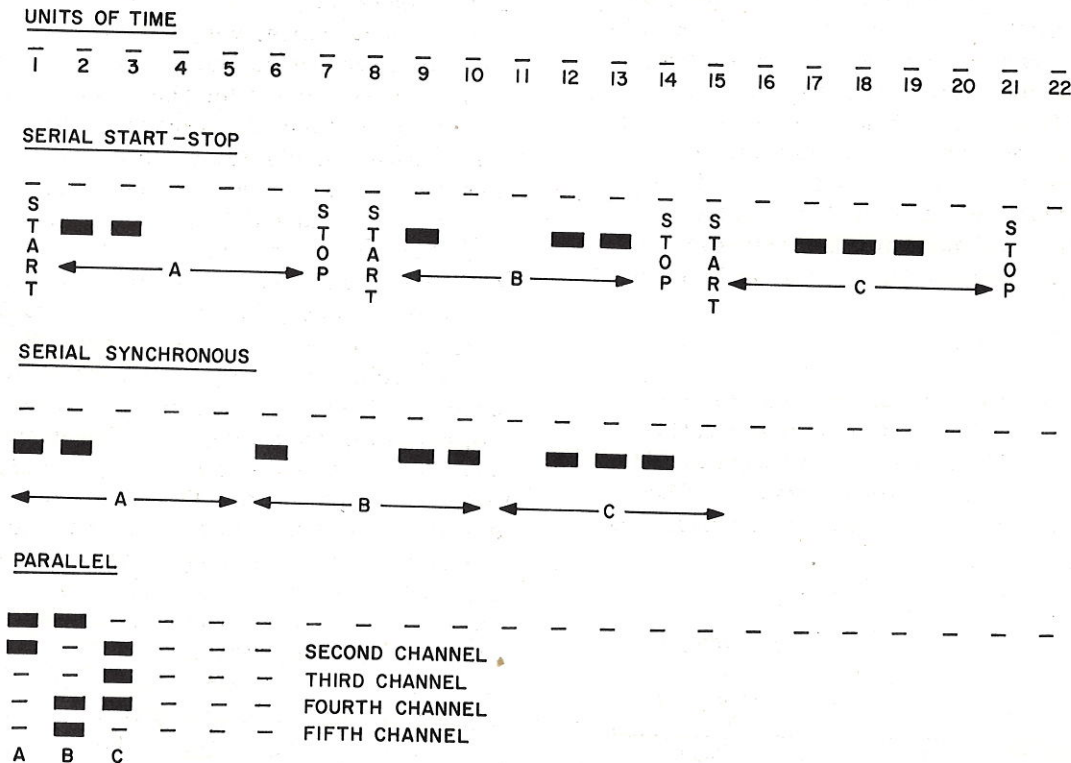 UNITS OF TIME
1 2 3 4 5 6 7 8 9 10 11 12 13 14 15 16 17 18 19 20 21 22
SERIAL START-STOP
START STOP START STOP START STOP
A B C
SERIAL SYNCHRONOUS
A B C
PARALLEL
SECOND CHANNEL
THIRD CHANNEL
FOURTH CHANNEL
FIFTH CHANNEL
A B C